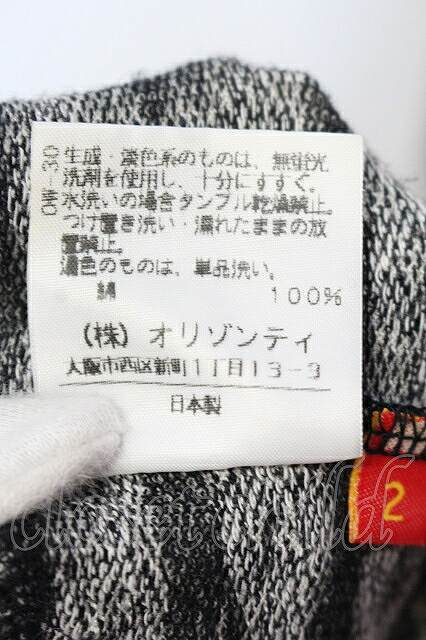 生成・淡色系のものは、無蛍光
洗剤を使用し、十分にすすぐ。
水洗いの場合タンブル乾燥禁止。
つけ置き洗い・濡れたままの放
置禁止。
濃色のものは、単品洗い。
綿 100%
(株) オリゾンティ
大阪市西区新町1丁目13-3
日本製
2